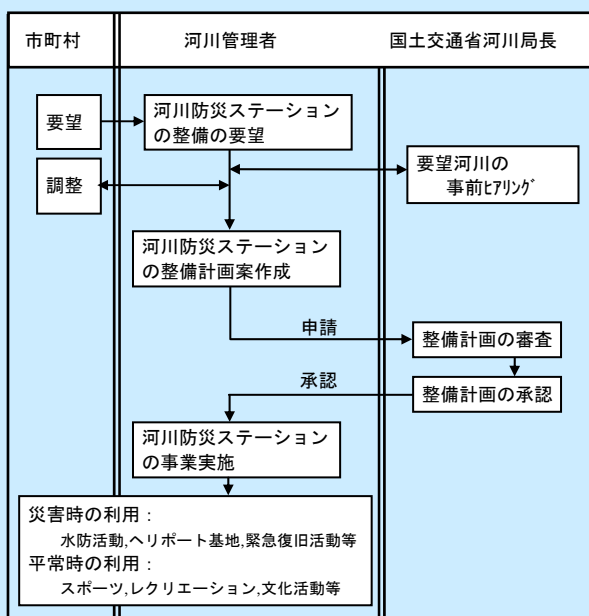 市町村
河川管理者
国土交通省河川局長
要望
河川防災ステーション
の整備の要望
要望河川の
事前ﾋｱﾘﾝｸﾞ
調整
河川防災ステーション
の整備計画案作成
申請
整備計画の審査
承認
整備計画の承認
河川防災ステーション
の事業実施
災害時の利用：
水防活動,ヘリポート基地,緊急復旧活動等
平常時の利用：
スポーツ,レクリエーション,文化活動等